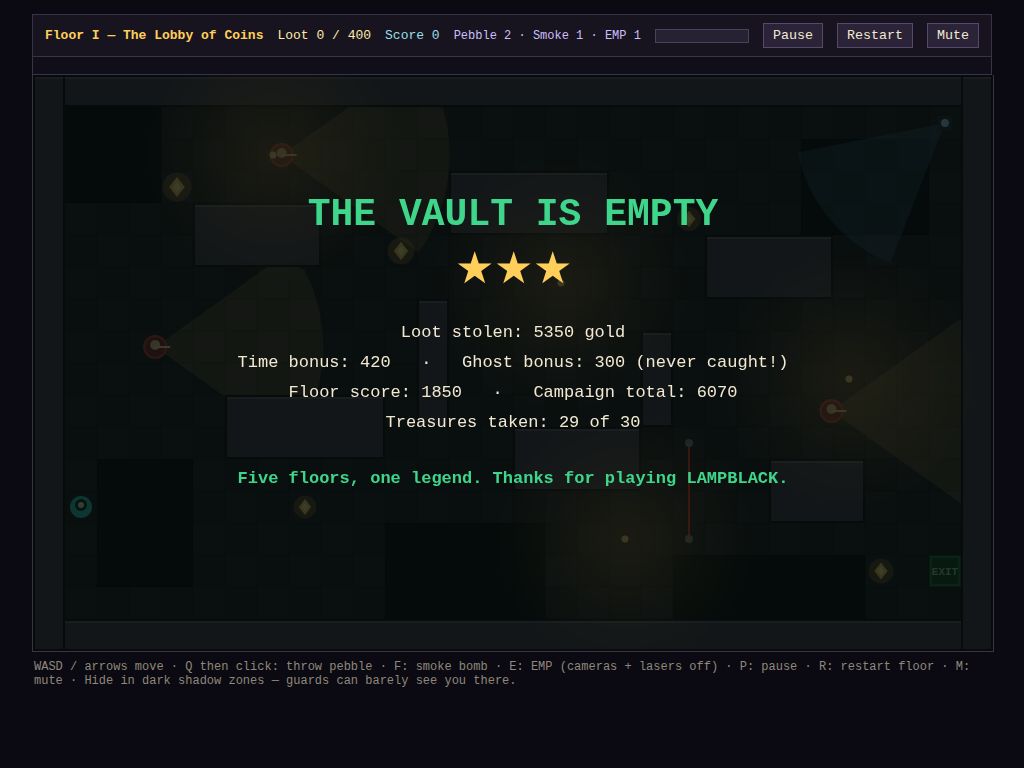 Floor I — The Lobby of Coins Loot 0 / 400 Score 0 Pebble 2 · Smoke 1 · EMP 1 Pause Restart Mute
THE VAULT IS EMPTY
★★★
Loot stolen: 5350 gold
Time bonus: 420 · Ghost bonus: 300 (never caught!)
Floor score: 1850 · Campaign total: 6070
Treasures taken: 29 of 30
Five floors, one legend. Thanks for playing LAMPBLACK.
EXIT
WASD / arrows move · Q then click: throw pebble · F: smoke bomb · E: EMP (cameras + lasers off) · P: pause · R: restart floor · M:
mute · Hide in dark shadow zones — guards can barely see you there.